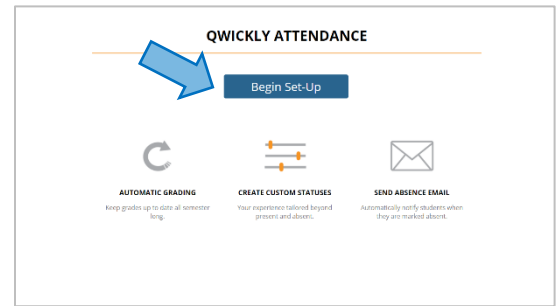 QWICKLY ATTENDANCE
Begin Set-Up
AUTOMATIC GRADING
Keep grades up to date all semester
long.
CREATE CUSTOM STATUSES
Your experience tailored beyond
present and absent.
SEND ABSENCE EMAIL
Automatically notify students when
they are marked absent.